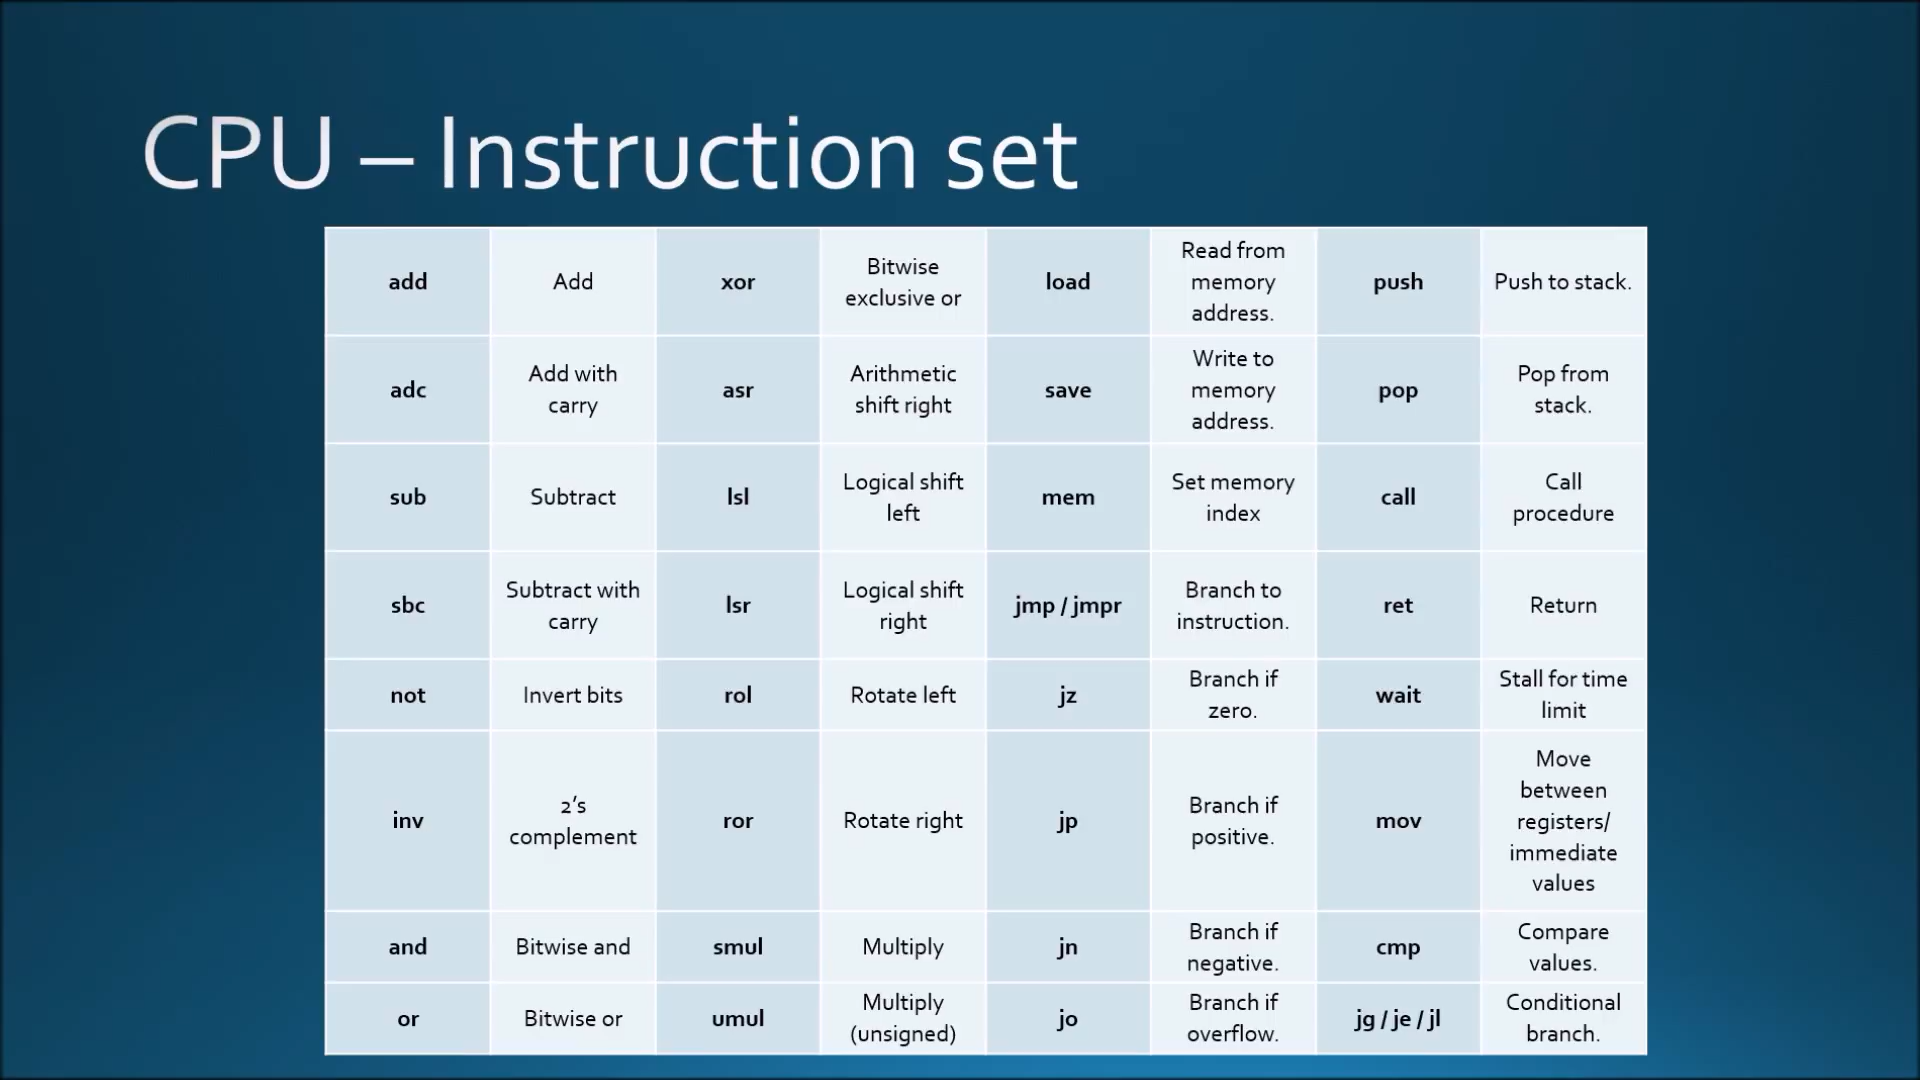 CPU – Instruction set
add
Add
xor
Bitwise
exclusive or
load
Read from
memory
address.
push
Push to stack.
adc
Add with
carry
asr
Arithmetic
shift right
save
Write to
memory
address.
pop
Pop from
stack.
sub
Subtract
lsl
Logical shift
left
mem
Set memory
index
call
Call
procedure
sbc
Subtract with
carry
lsr
Logical shift
right
jmp / jmpr
Branch to
instruction.
ret
Return
not
Invert bits
rol
Rotate left
jz
Branch if
zero.
wait
Stall for time
limit
inv
2’s
complement
ror
Rotate right
jp
Branch if
positive.
mov
Move
between
registers/
immediate
values
and
Bitwise and
smul
Multiply
jn
Branch if
negative.
cmp
Compare
values.
or
Bitwise or
umul
Multiply
(unsigned)
jo
Branch if
overflow.
jg / je / jl
Conditional
branch.